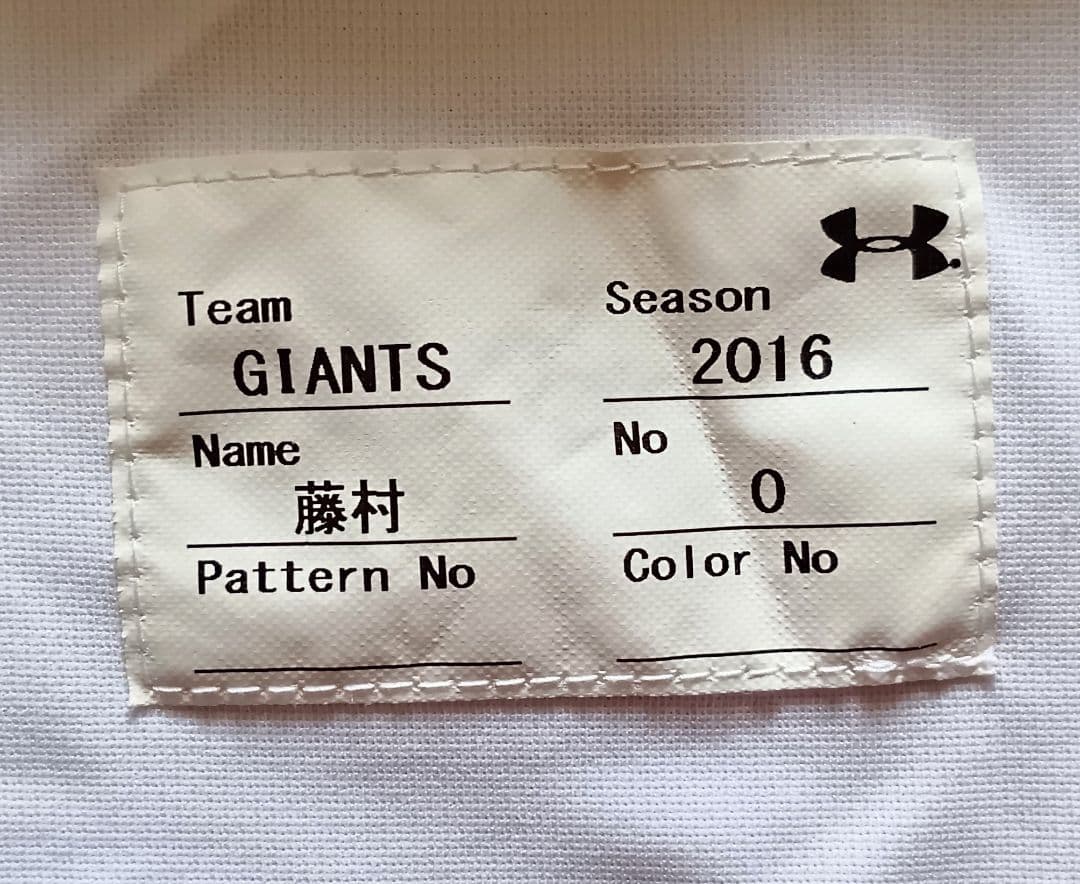 Team
GIANTS
Season
2016
Name
藤村
No
0
Pattern No
Color No